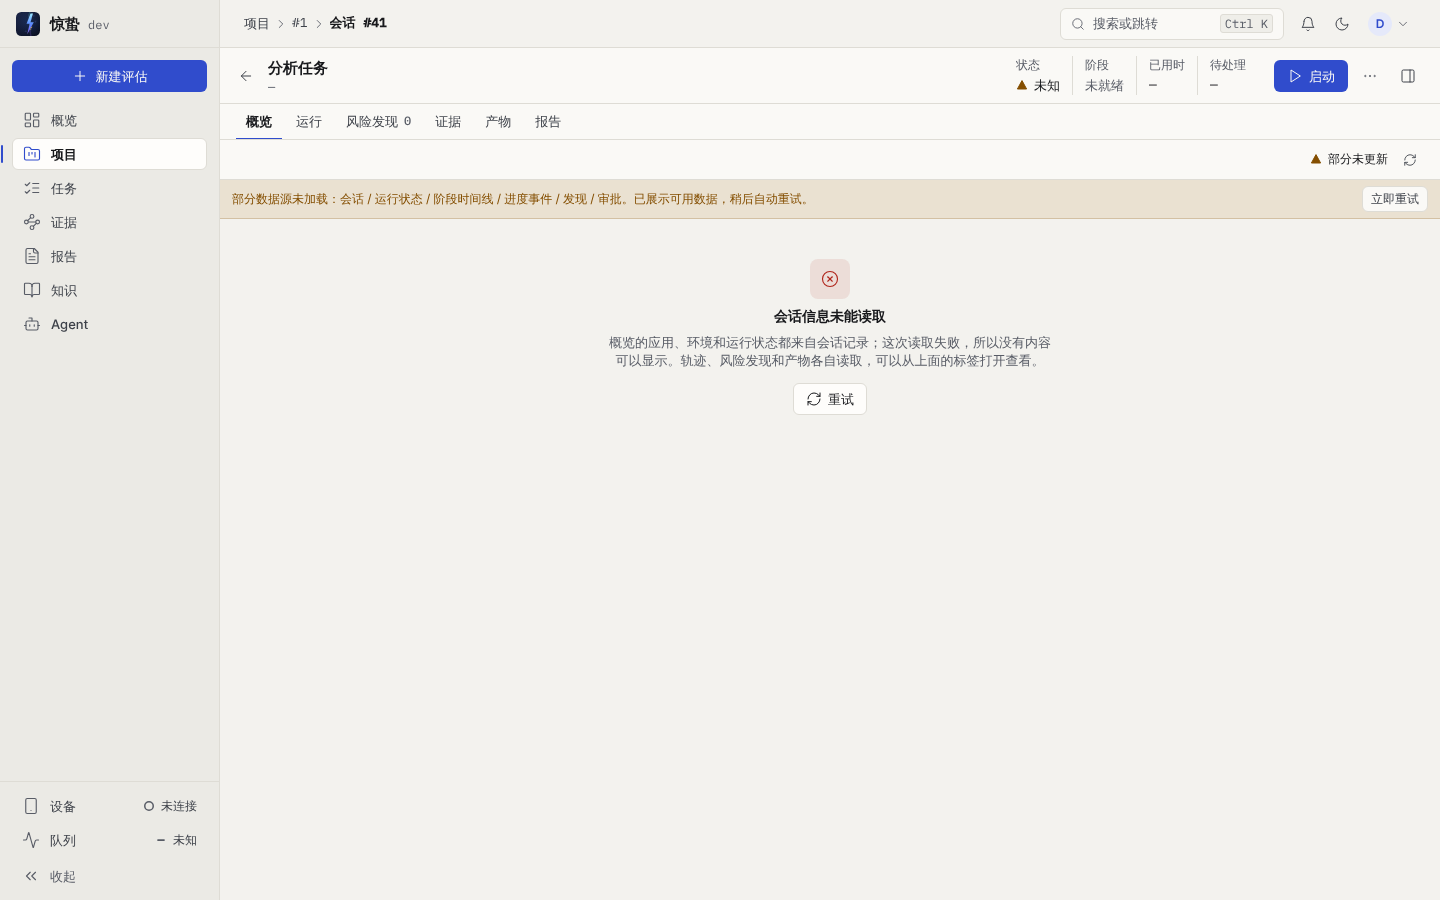 惊蛰 dev
项目 #1 会话 #41
搜索或跳转 Ctrl K
D
新建评估
概览
项目
任务
证据
报告
知识
Agent
分析任务
—
状态
未知
阶段
未就绪
已用时
—
待处理
—
启动
概览 运行 风险发现 0 证据 产物 报告
部分未更新
部分数据源未加载：会话 / 运行状态 / 阶段时间线 / 进度事件 / 发现 / 审批。已展示可用数据，稍后自动重试。
立即重试
会话信息未能读取
概览的应用、环境和运行状态都来自会话记录；这次读取失败，所以没有内容
可以显示。轨迹、风险发现和产物各自读取，可以从上面的标签打开查看。
重试
设备 未连接
队列 — 未知
收起